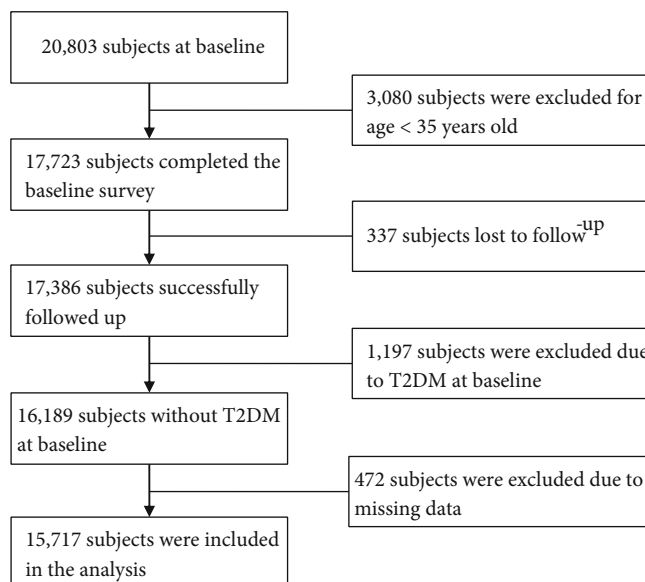 20,803 subjects at baseline
3,080 subjects were excluded for
age < 35 years old
17,723 subjects completed the
baseline survey
337 subjects lost to follow-up
17,386 subjects successfully
followed up
1,197 subjects were excluded due
to T2DM at baseline
16,189 subjects without T2DM
at baseline
472 subjects were excluded due to
missing data
15,717 subjects were included
in the analysis